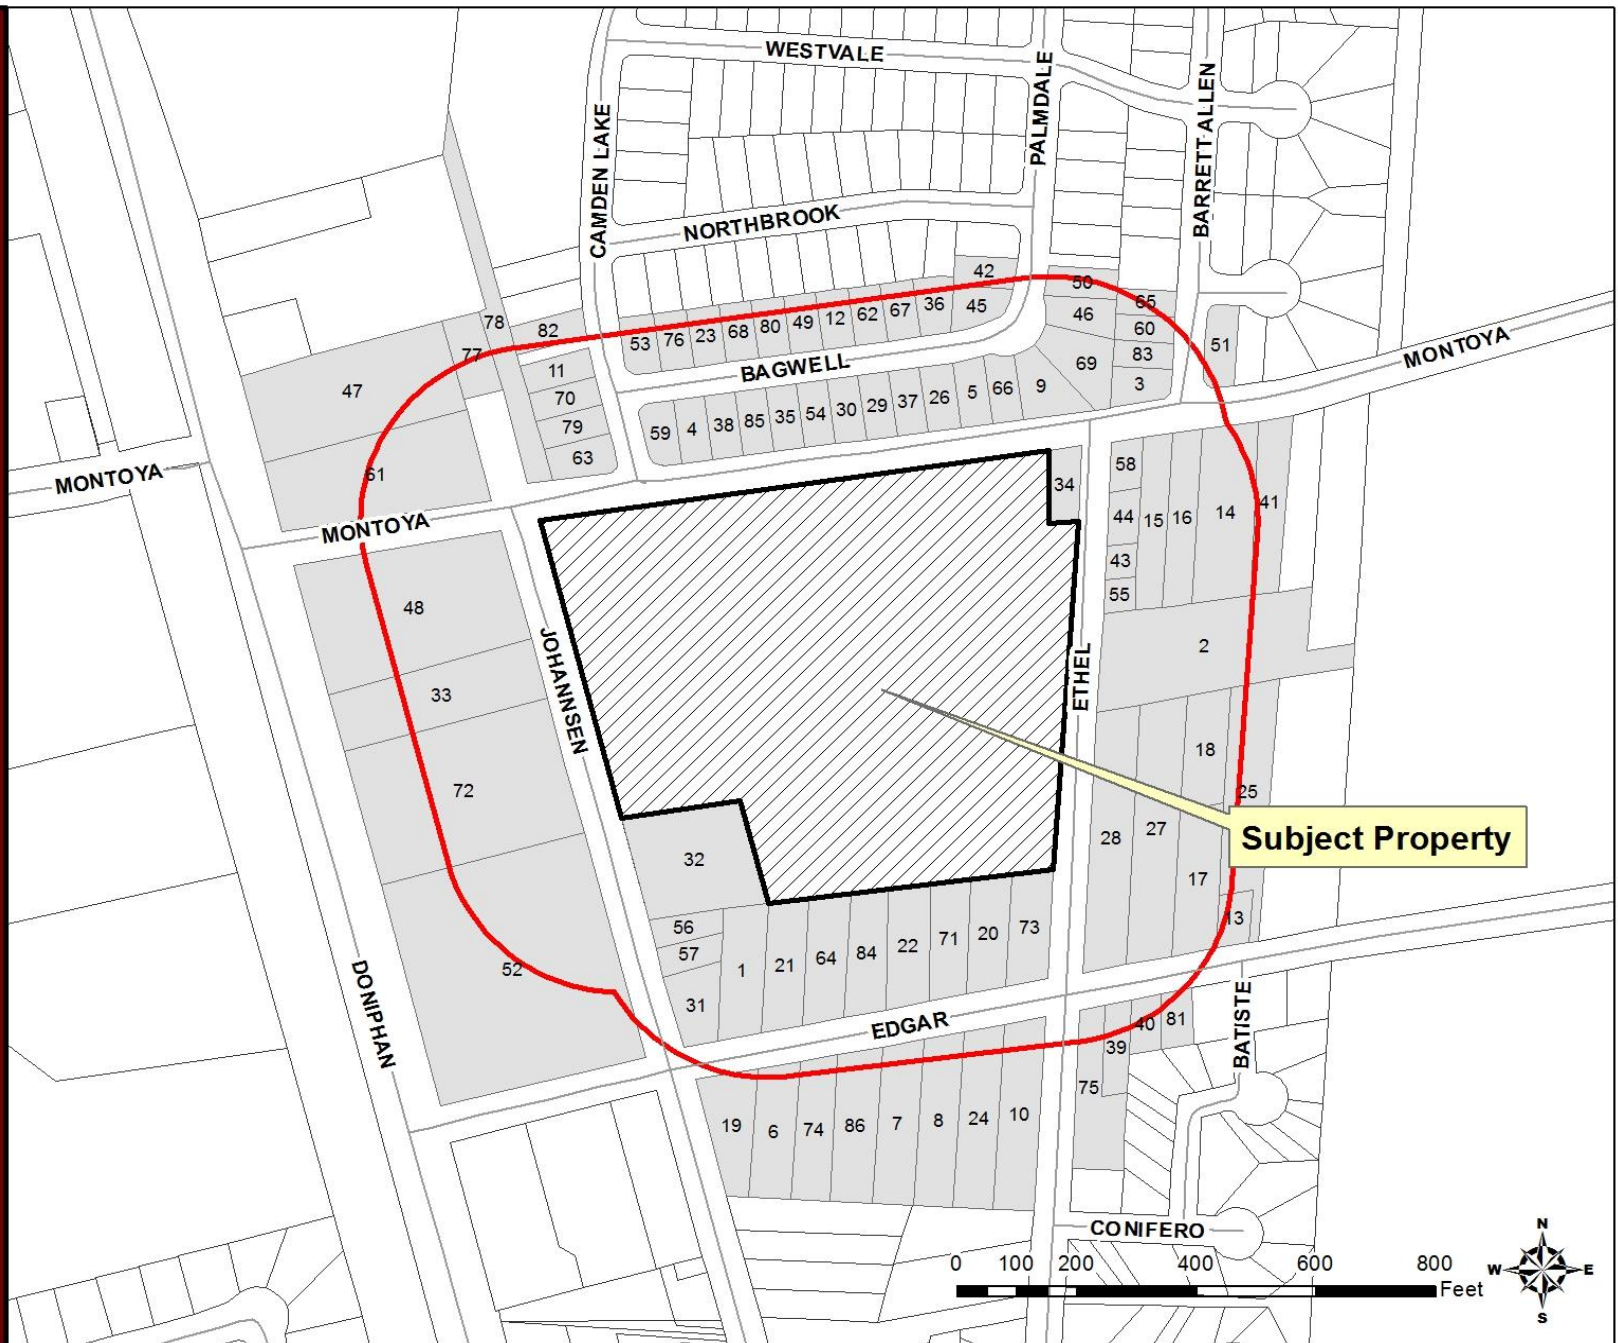 WESTVALE
PALMDALE
BARRETT ALLEN
CAMDEN LAKE
NORTHBROOK
42
50
78
82
53 76 23 68 80 49 12 62 67 36 45
46
65
60
83
3
51
77
11
70
79
63
47
BAGWELL
69
MONTOYA
59 4 38 85 35 54 30 29 37 26 5 66 9
61
MONTOYA
MONTOYA
34
58
44 15 16 14 41
43
55
48
33
72
52
JOHANNSEN
ETHEL
2
18
25
28 27
17
13
Subject Property
32
56
57
31
1 21 64 84 22 71 20 73
DONIPHAN
EDGAR
40 81
39
75
BATISTE
19 6 74 86 7 8 24 10
CONIFERO
0 100 200 400 600 800
Feet
N
W E
S